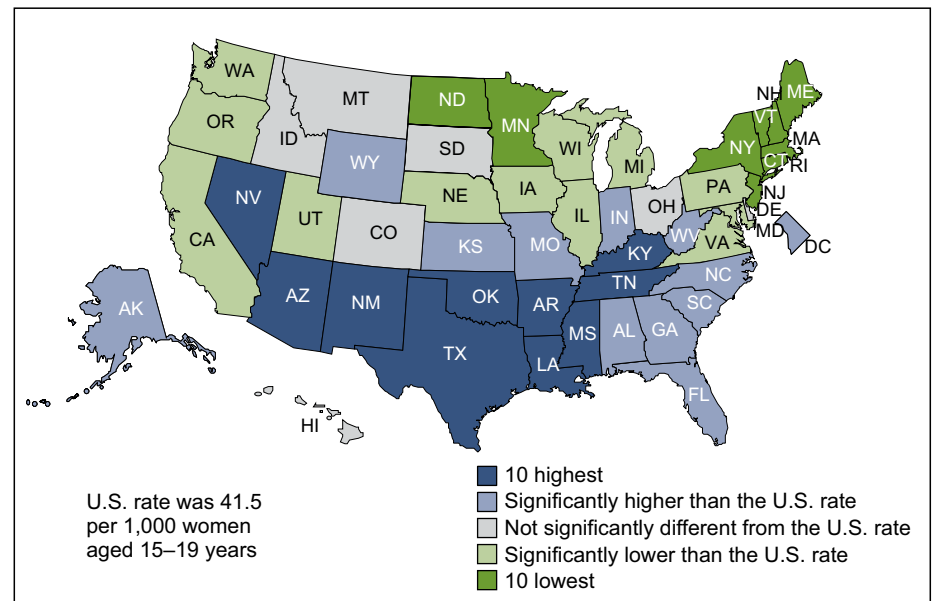 WA
MT
ND
ME
NH
VT
OR
MN
ID
MA
NY
WI
SD
WY
MI
CT
RI
PA
NV
NE
IA
NJ
OH
DE
IL
IN
UT
MD
CO
WV
CA
VA
DC
KS
MO
KY
NC
TN
AZ
OK
NM
SC
AR
AK
MS
AL
GA
TX
LA
FL
HI
10 highest
U.S. rate was 41.5
per 1,000 women
aged 15–19 years
Significantly higher than the U.S. rate
Not significantly different from the U.S. rate
Significantly lower than the U.S. rate
10 lowest